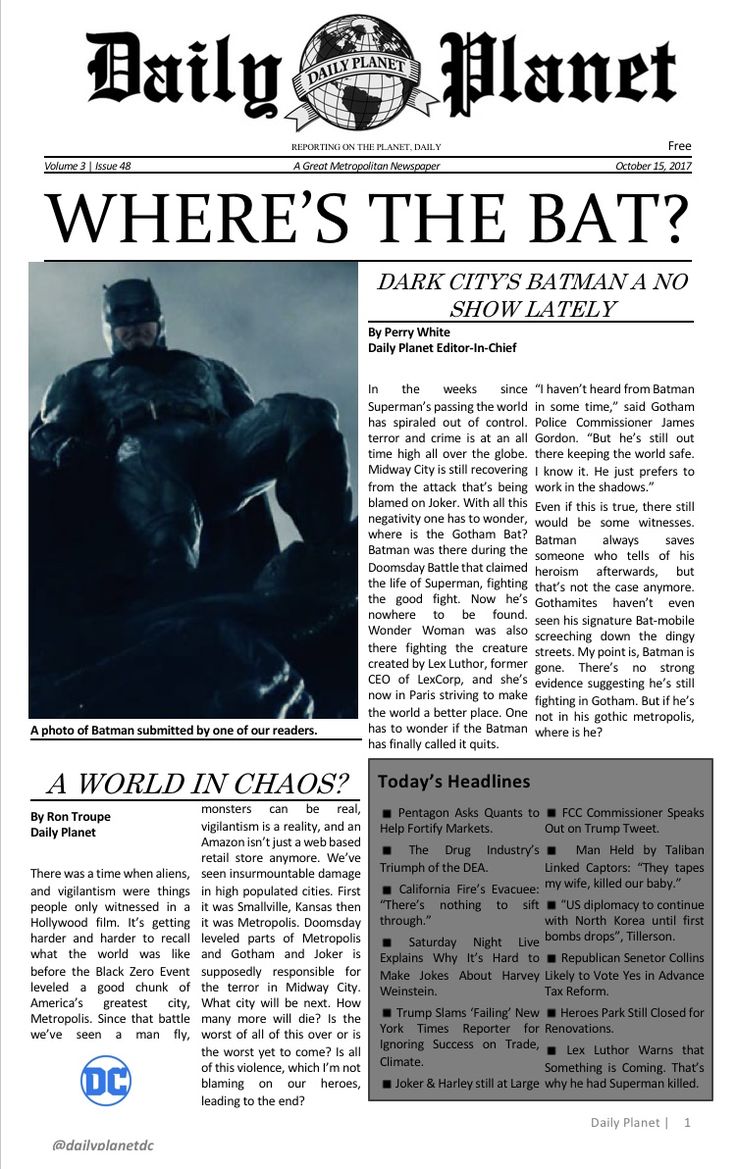 Daily Planet
DAILY PLANET
REPORTING ON THE PLANET, DAILY
Free
Volume 3 | Issue 48
A Great Metropolitan Newspaper
October 15, 2017
WHERE'S THE BAT?
DARK CITY'S BATMAN A NO
SHOW LATELY
By Perry White
Daily Planet Editor-In-Chief
In the weeks since
Superman's passing the world
has spiraled out of control.
terror and crime is at an all
time high all over the globe.
Midway City is still recovering
from the attack that's being
blamed on Joker. With all this
negativity one has to wonder,
where is the Gotham Bat?
Batman was there during the
Doomsday Battle that claimed
the life of Superman, fighting
the good fight. Now he's
nowhere to be found.
Wonder Woman was also
there fighting the creature
created by Lex Luthor, former
CEO of LexCorp, and she's
now in Paris striving to make
the world a better place. One
has to wonder if the Batman
has finally called it quits.
"I haven't heard from Batman
in some time," said Gotham
Police Commissioner James
Gordon. "But he's still out
there keeping the world safe.
I know it. He just prefers to
work in the shadows."
Even if this is true, there still
would be some witnesses.
Batman always saves
someone who tells of his
heroism afterwards, but
that's not the case anymore.
Gothamites haven't even
seen his signature Bat-mobile
screeching down the dingy
streets. My point is, Batman is
gone. There's no strong
evidence suggesting he's still
fighting in Gotham. But if he's
not in his gothic metropolis,
where is he?
A photo of Batman submitted by one of our readers.
A WORLD IN CHAOS?
By Ron Troupe
Daily Planet
There was a time when aliens,
and vigilantism were things
people only witnessed in a
Hollywood film. It's getting
harder and harder to recall
what the world was like
before the Black Zero Event
leveled a good chunk of
America's greatest city,
Metropolis. Since that battle
we've seen a man fly,
monsters can be real,
vigilantism is a reality, and an
Amazon isn't just a web based
retail store anymore. We've
seen insurmountable damage
in high populated cities. First
it was Smallville, Kansas then
it was Metropolis. Doomsday
leveled parts of Metropolis
and Gotham and Joker is
supposedly responsible for
the terror in Midway City.
What city will be next. How
many more will die? Is the
worst of all of this over or is
the worst yet to come? Is all
of this violence, which I'm not
blaming on our heroes,
leading to the end?
DC
Today's Headlines
■ Pentagon Asks Quants to
Help Fortify Markets.
■ The Drug Industry's
Triumph of the DEA.
■ California Fire's Evacuee:
"There's nothing to sift
through."
■ Saturday Night Live
Explains Why It's Hard to
Make Jokes About Harvey
Weinstein.
■ Trump Slams 'Failing' New
York Times Reporter for
Ignoring Success on Trade,
Climate.
■ Joker & Harley still at Large
■ FCC Commissioner Speaks
Out on Trump Tweet.
■ Man Held by Taliban
Linked Captors: "They tapes
my wife, killed our baby."
■ "US diplomacy to continue
with North Korea until first
bombs drops", Tillerson.
■ Republican Senetor Collins
Likely to Vote Yes in Advance
Tax Reform.
■ Heroes Park Still Closed for
Renovations.
■ Lex Luthor Warns that
Something is Coming. That's
why he had Superman killed.
Daily Planet | 1
@dailyplanetdc